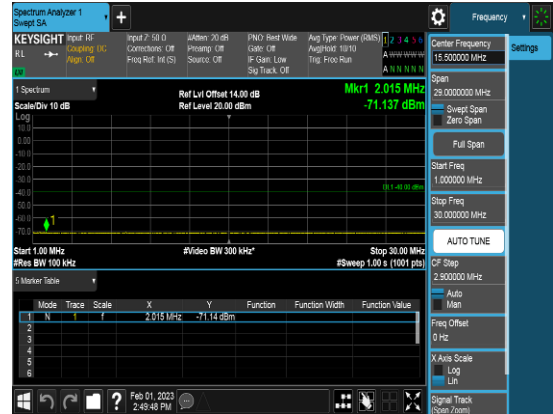 Spectrum Analyzer 1
Swept SA
Frequency
KEYSIGHT
RL
Input: RF
Coupling: DC
Align: Off
Input Z: 50 Ω
Corrections: Off
Freq Ref: Int (S)
#Atten: 20 dB
Preamp: Off
Source: Off
PNO: Best Wide
Gate: Off
IF Gain: Low
Sig Track: Off
Avg Type: Power (RMS)
Avg|Hold: 10/10
Trig: Free Run
1 2 3 4 5 6
A W W W W W
A N N N N N
1 Spectrum
Scale/Div 10 dB
Ref Lvl Offset 14.00 dB
Ref Level 20.00 dBm
Mkr1 2.015 MHz
-71.137 dBm
Log
10.0
0.00
-10.0
-20.0
-30.0
-40.0
-50.0
-60.0
-70.0
DL1 -40.00 dBm
1
Start 1.00 MHz
#Res BW 100 kHz
#Video BW 300 kHz*
Stop 30.00 MHz
#Sweep 1.00 s (1001 pts)
5 Marker Table
Mode Trace Scale X Y Function Function Width Function Value
1 N 1 f 2.015 MHz -71.14 dBm
2
3
4
5
6
?
Feb 01, 2023
2:49:48 PM
Center Frequency
15.500000 MHz
Settings
Span
29.0000000 MHz
Swept Span
Zero Span
Full Span
Start Freq
1.000000 MHz
Stop Freq
30.000000 MHz
AUTO TUNE
CF Step
2.900000 MHz
Auto
Man
Freq Offset
0 Hz
X Axis Scale
Log
Lin
Signal Track
(Span Zoom)